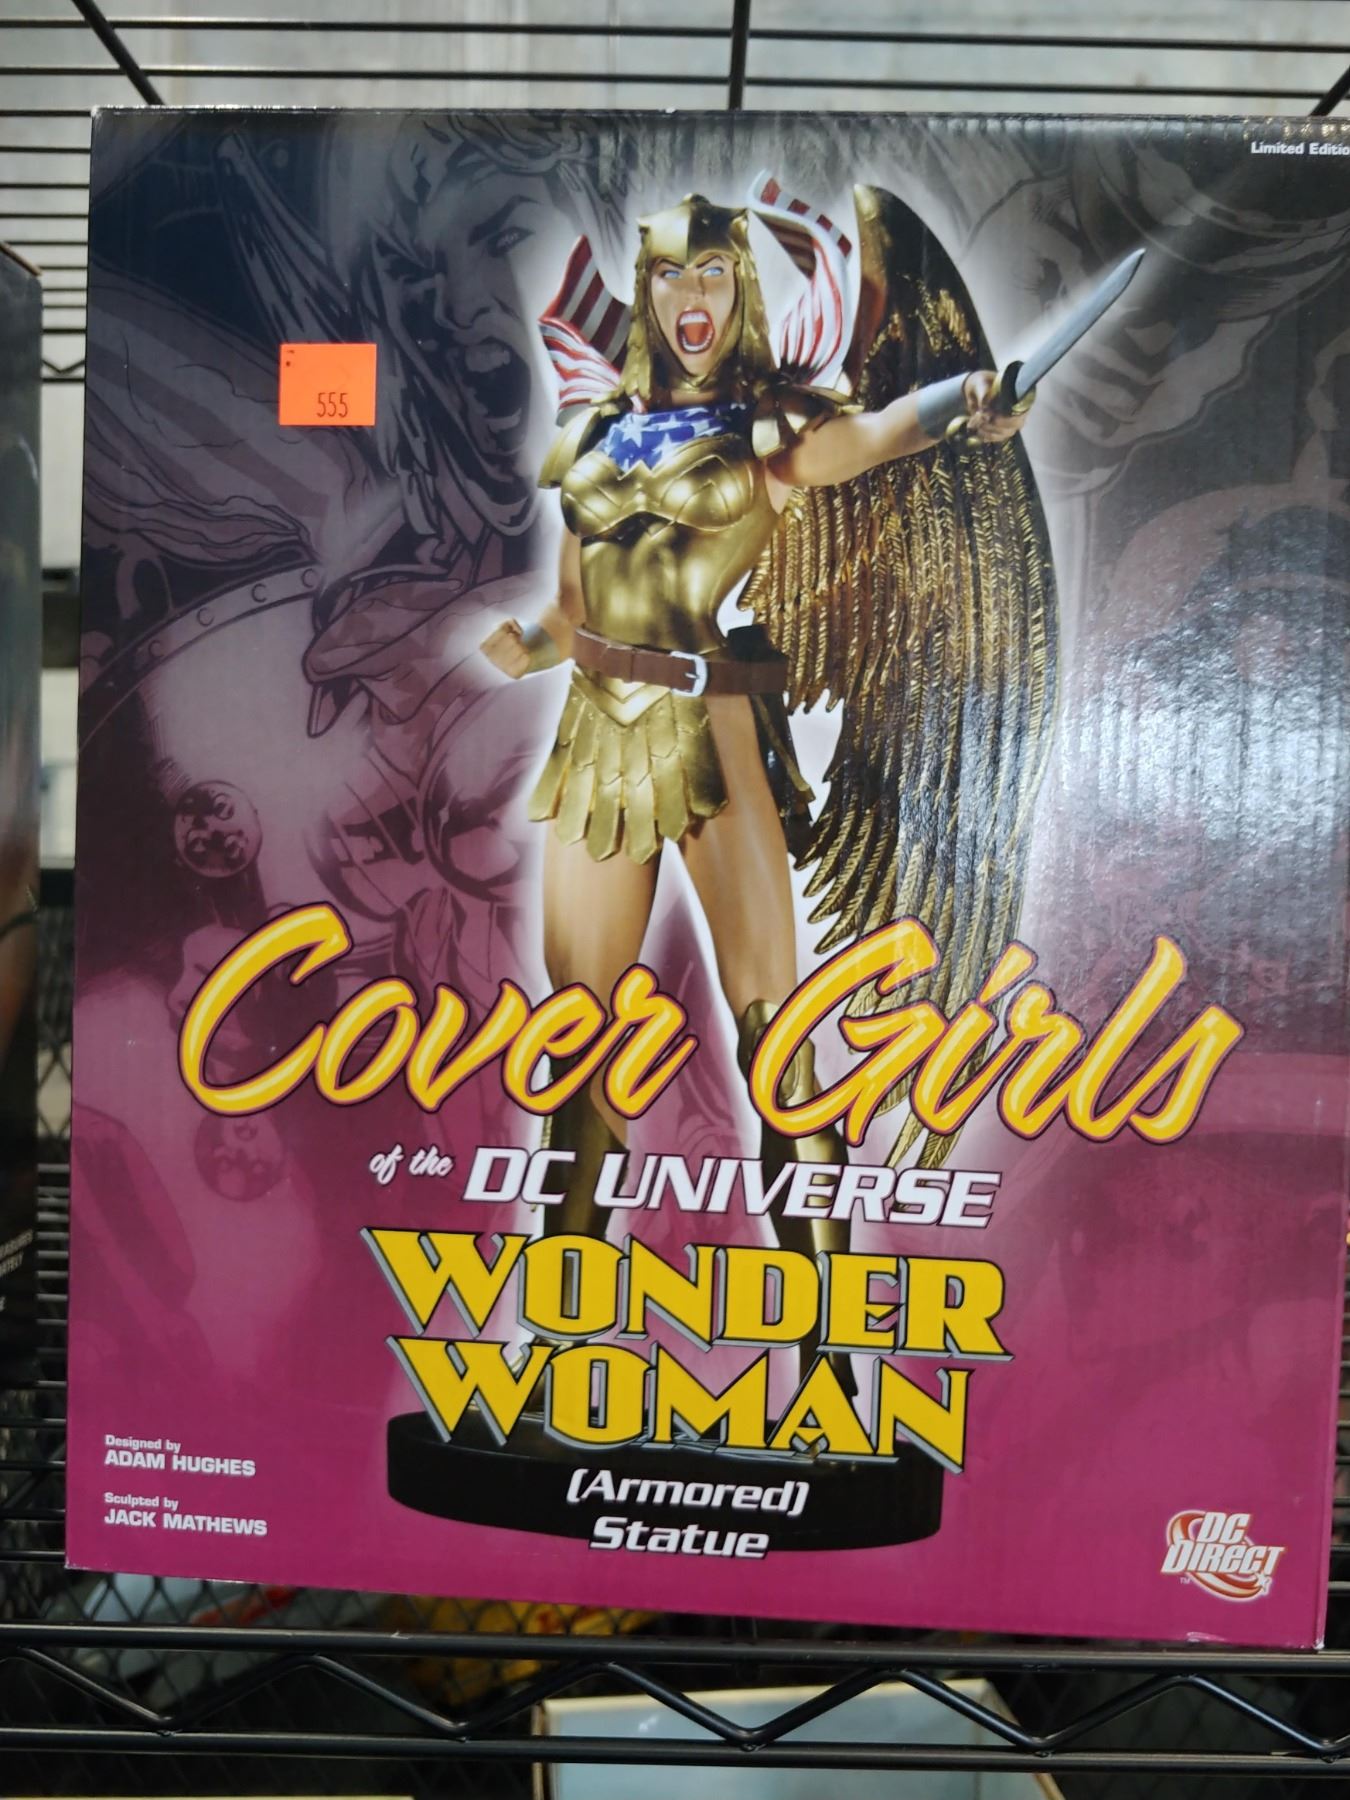 Limited Editio
555
Cover Girls
of the DC UNIVERSE
WONDER
WOMAN
(Armored)
Statue
Designed by
ADAM HUGHES
Sculpted by
JACK MATHEWS
DC
DIRECT
TM